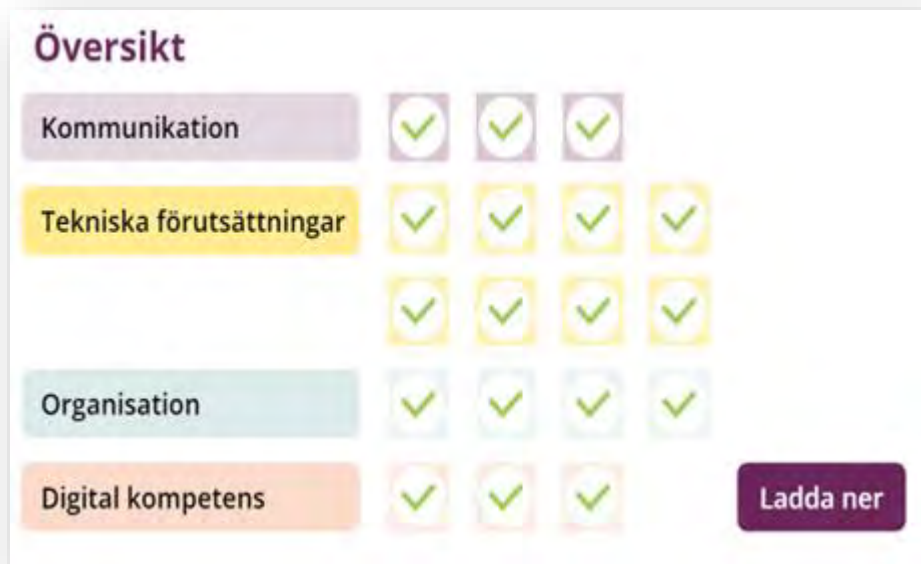 Översikt
Kommunikation
Tekniska förutsättningar
Organisation
Digital kompetens
Ladda ner